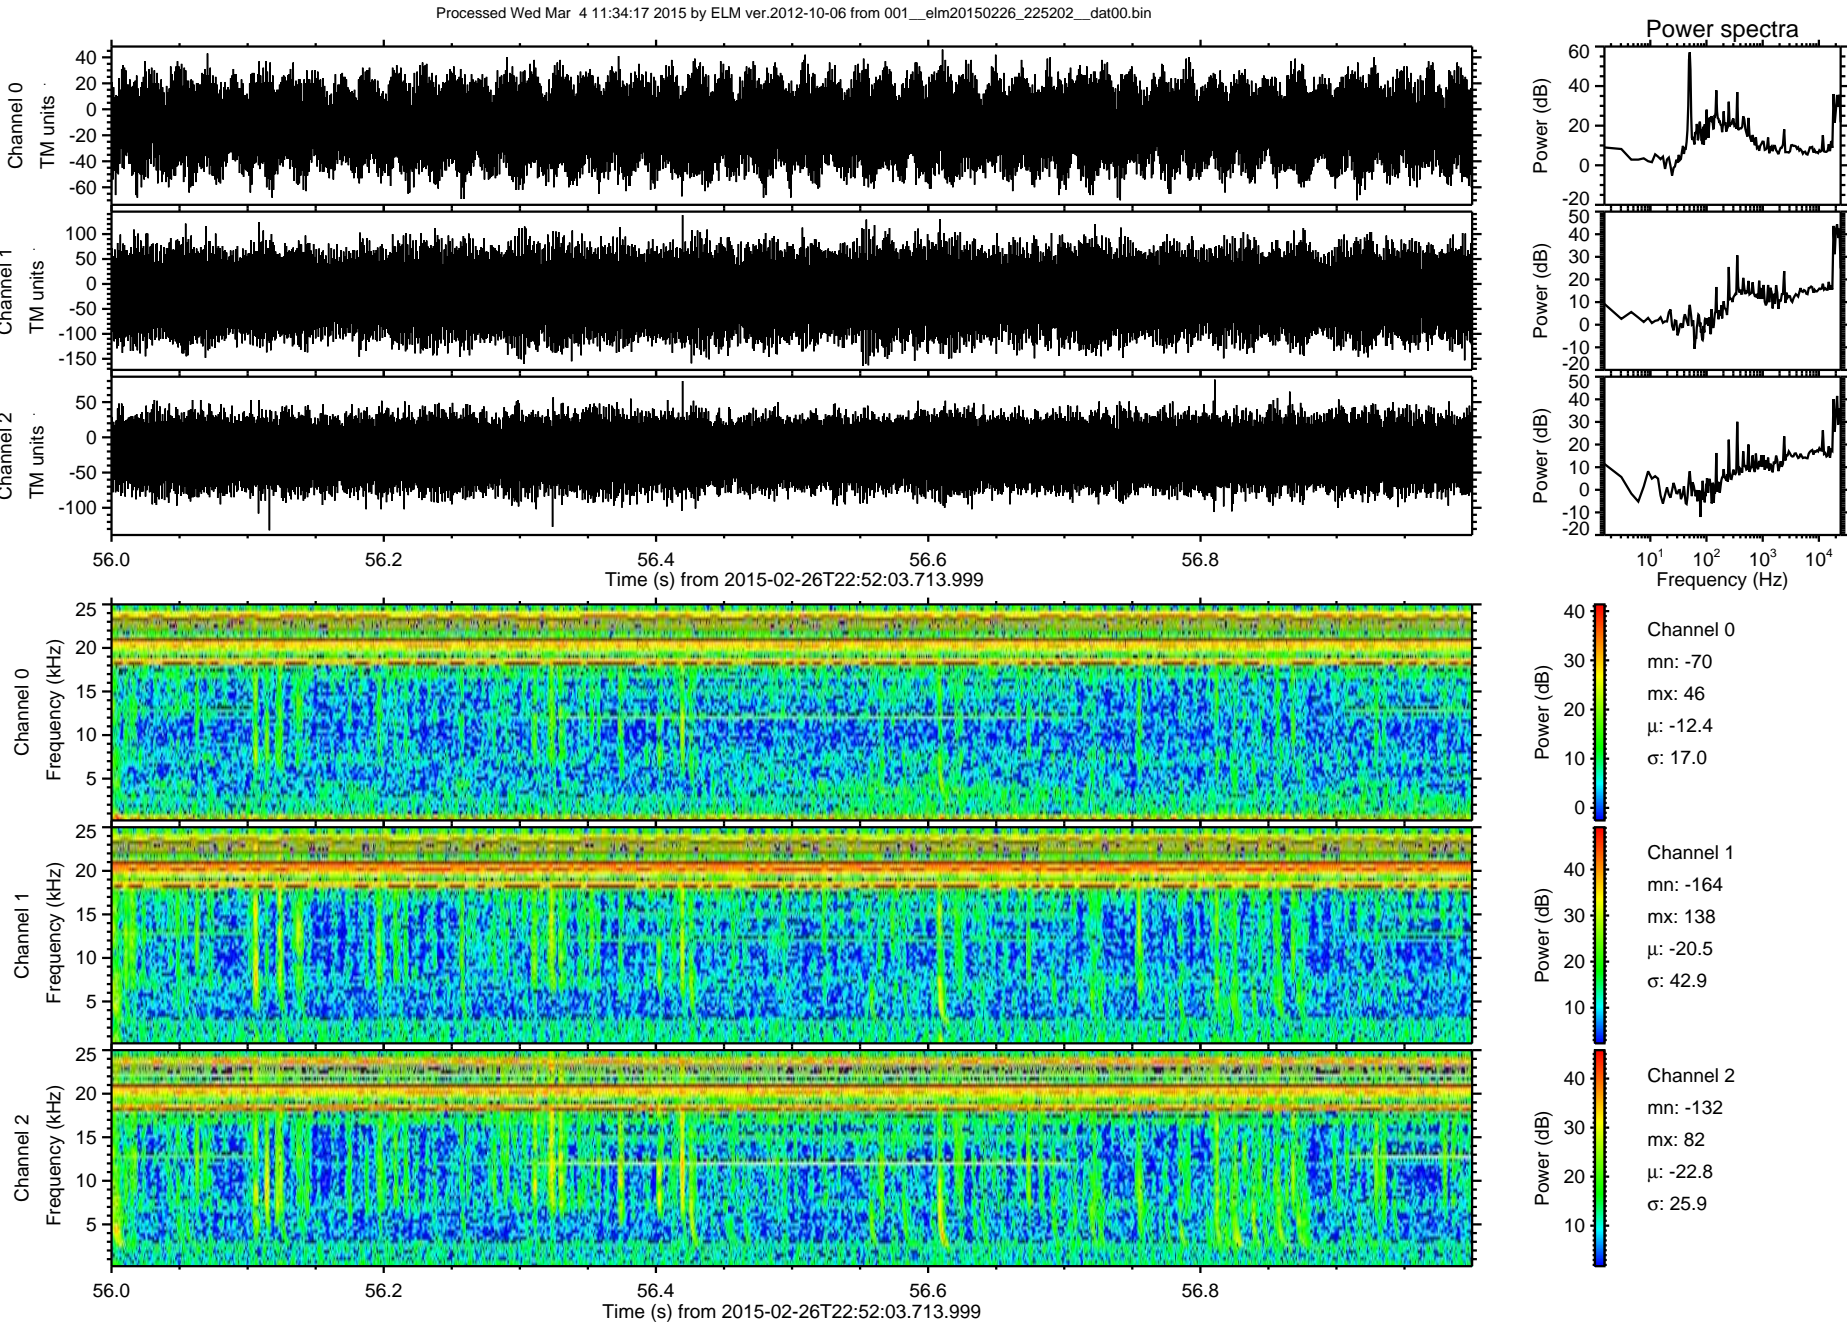 Processed Wed Mar  4 11:34:17 2015 by ELM ver.2012-10-06 from 001__elm20150226_225202__dat00.bin
Power spectra
Channel 0
TM units
40
20
0
-20
-40
-60
Power (dB)
60
40
20
0
-20
Channel 1
TM units
100
50
0
-50
-100
-150
Power (dB)
50
40
30
20
10
0
-10
-20
Channel 2
TM units
50
0
-50
-100
Power (dB)
50
40
30
20
10
0
-10
-20
56.0 56.2 56.4 56.6 56.8
Time (s) from 2015-02-26T22:52:03.713.999
10^1 10^2 10^3 10^4
Frequency (Hz)
Channel 0
Frequency (kHz)
25
20
15
10
5
Power (dB)
40
30
20
10
0
Channel 0
mn: -70
mx: 46
μ: -12.4
σ: 17.0
Channel 1
Frequency (kHz)
25
20
15
10
5
Power (dB)
40
30
20
10
Channel 1
mn: -164
mx: 138
μ: -20.5
σ: 42.9
Channel 2
Frequency (kHz)
25
20
15
10
5
Power (dB)
40
30
20
10
Channel 2
mn: -132
mx: 82
μ: -22.8
σ: 25.9
56.0 56.2 56.4 56.6 56.8
Time (s) from 2015-02-26T22:52:03.713.999